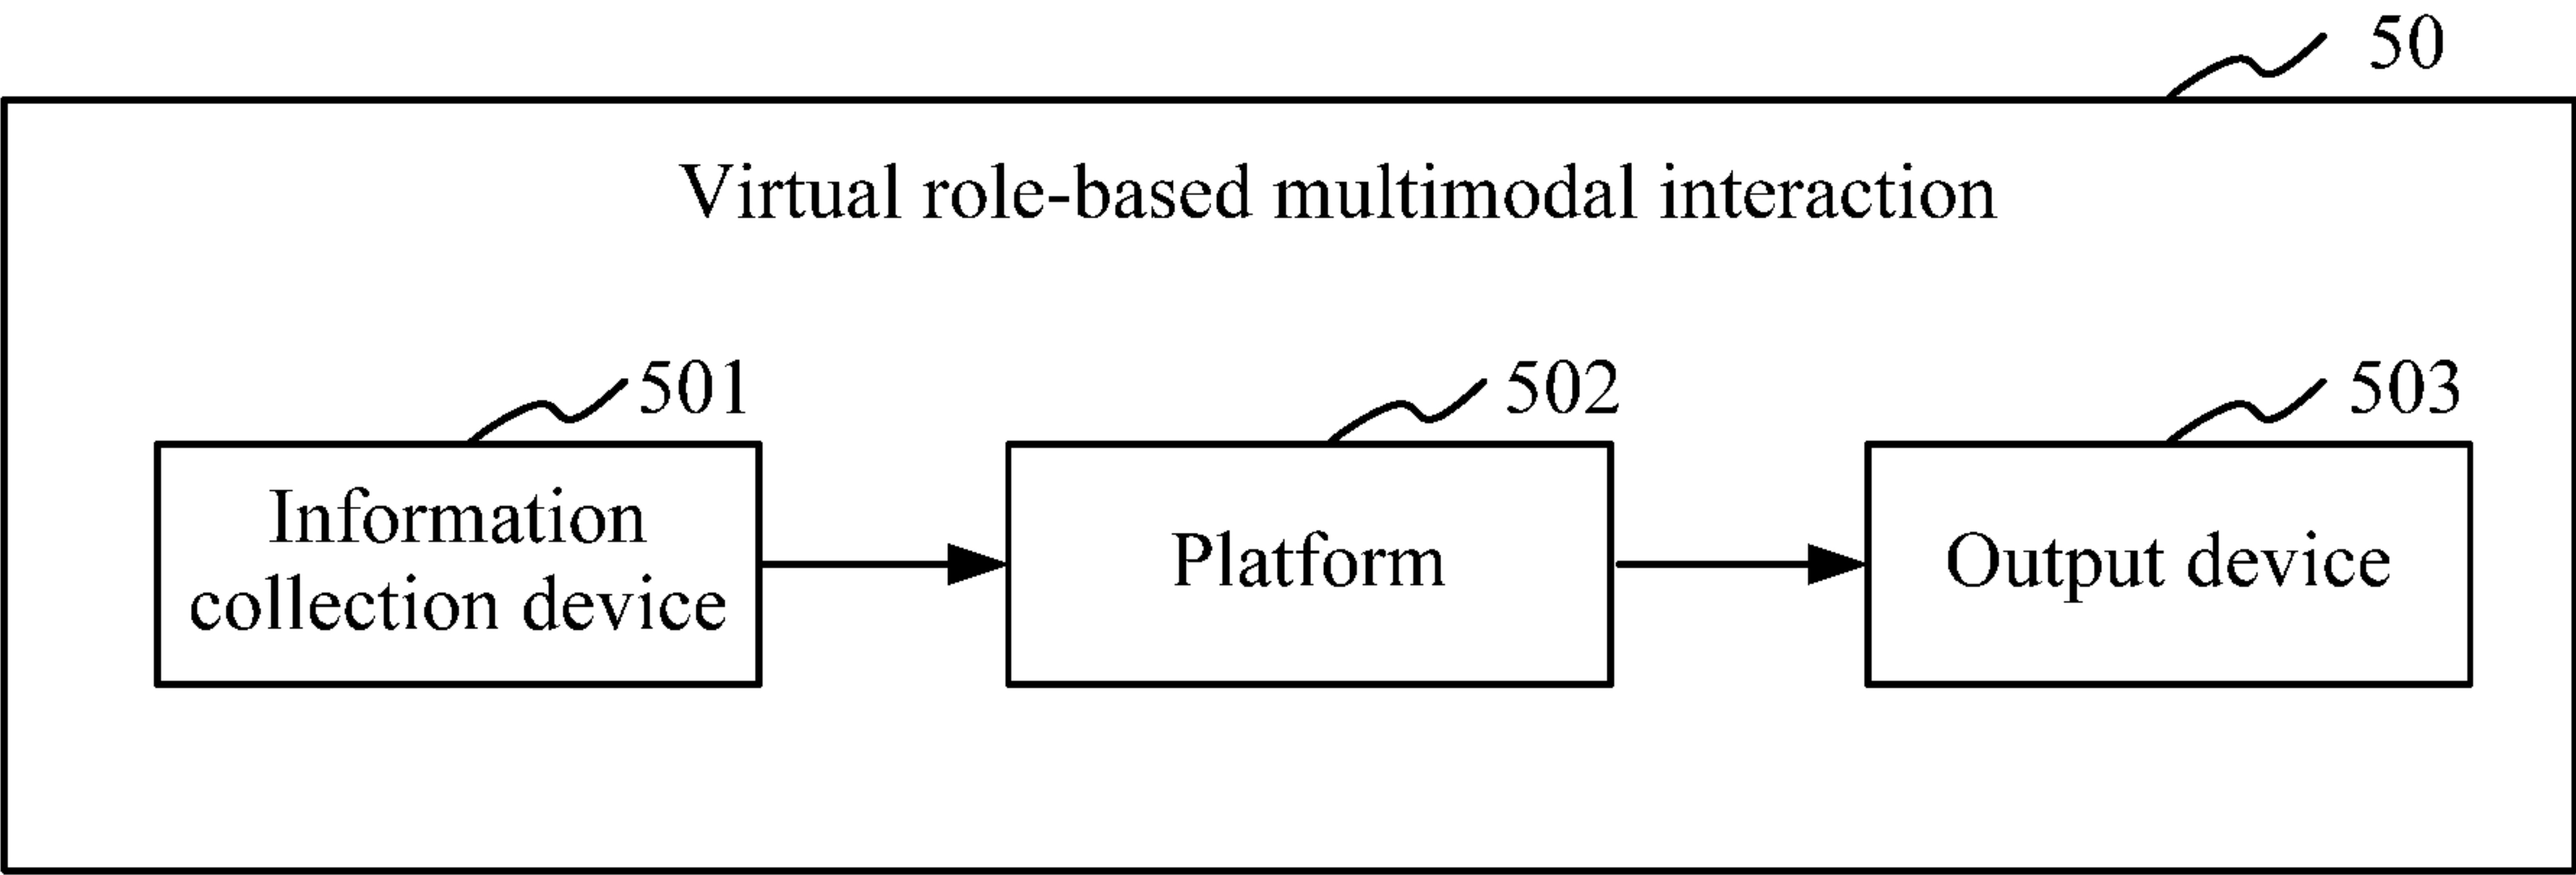 50
Virtual role-based multimodal interaction
501
502
503
Information
collection device
Platform
Output device